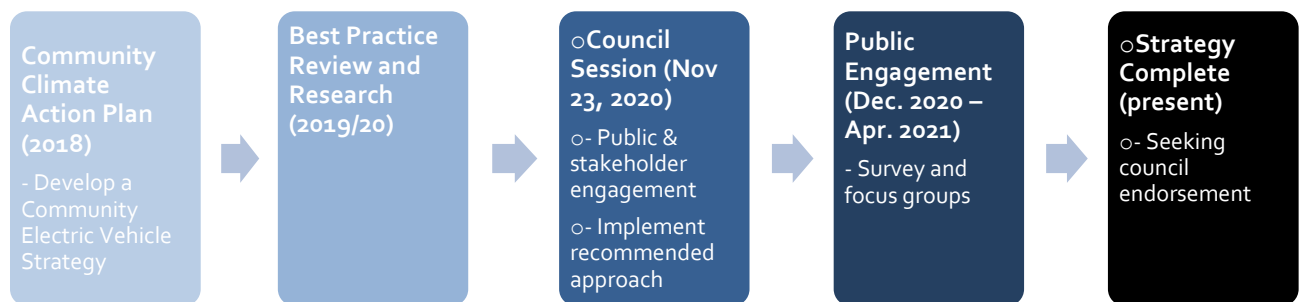 Community
Climate
Action Plan
(2018)
- Develop a
Community
Electric Vehicle
Strategy
Best Practice
Review and
Research
(2019/20)
○Council
Session (Nov
23, 2020)
○- Public &
stakeholder
engagement
○- Implement
recommended
approach
Public
Engagement
(Dec. 2020 –
Apr. 2021)
- Survey and
focus groups
○Strategy
Complete
(present)
○- Seeking
council
endorsement